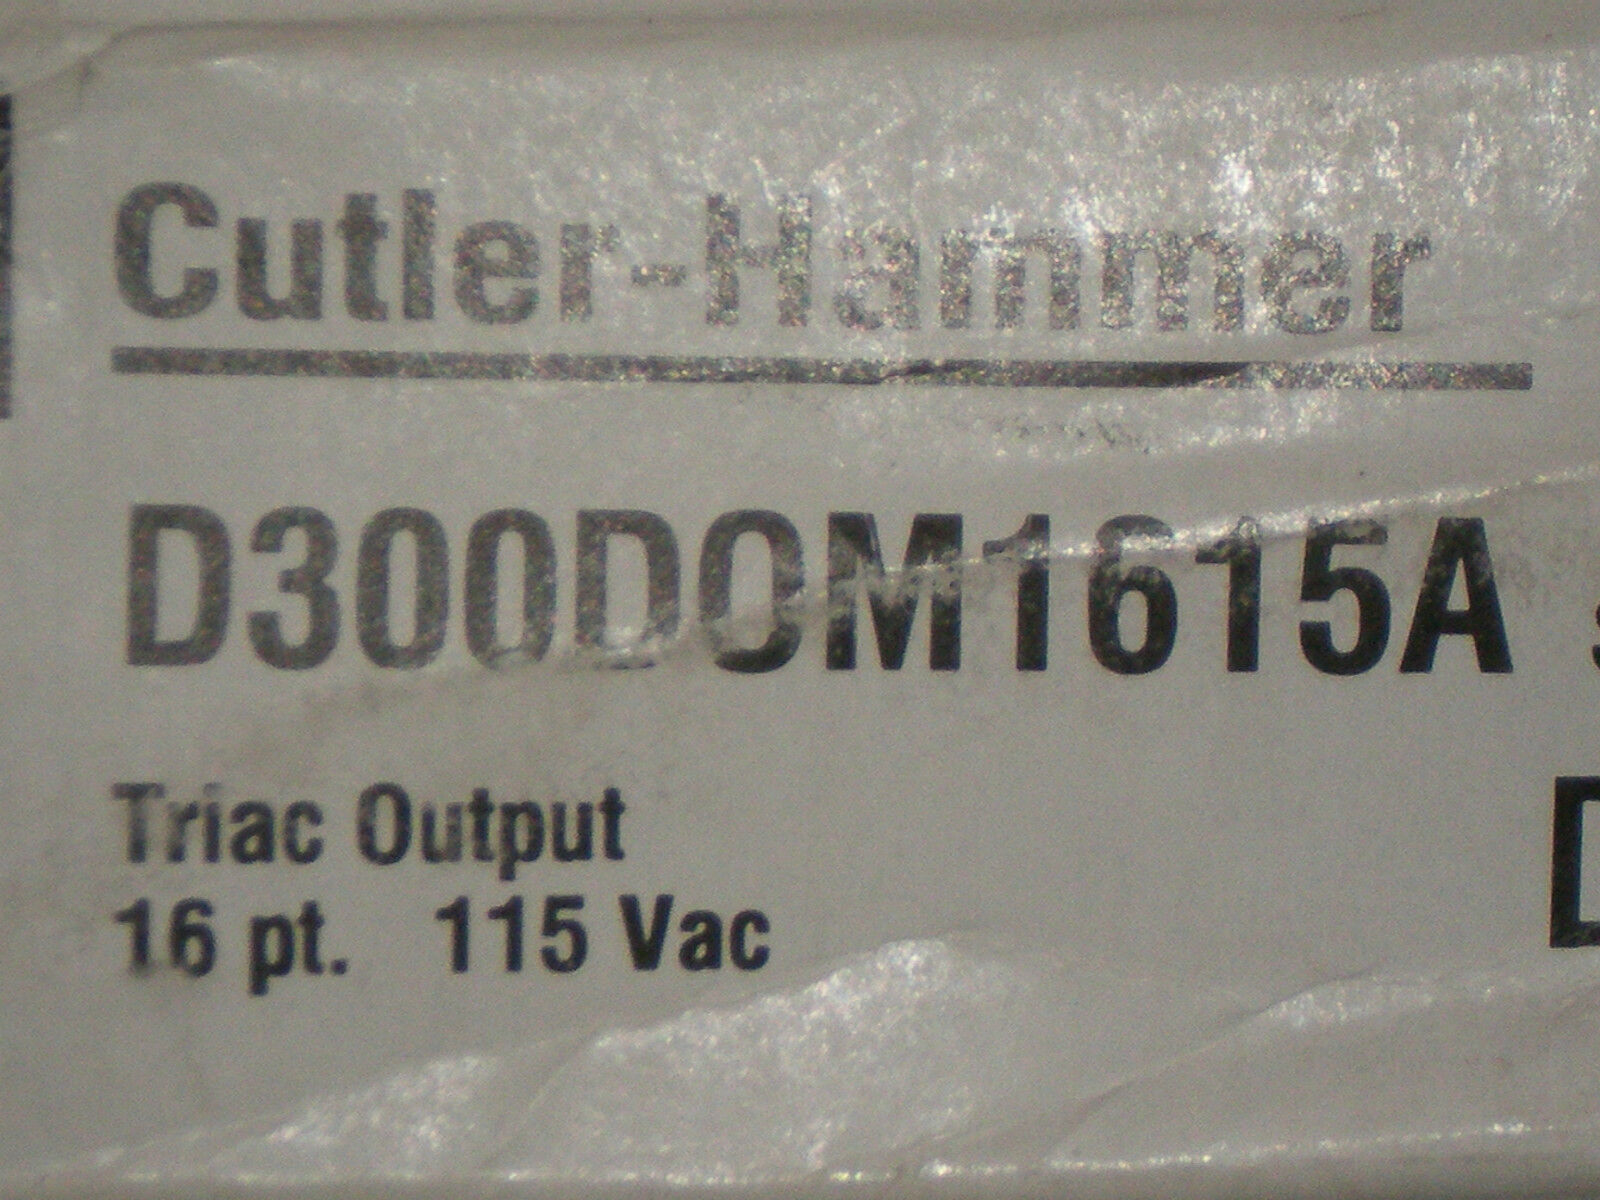 Cutler-Hammer
D300DOM1615A
Triac Output
16 pt. 115 Vac